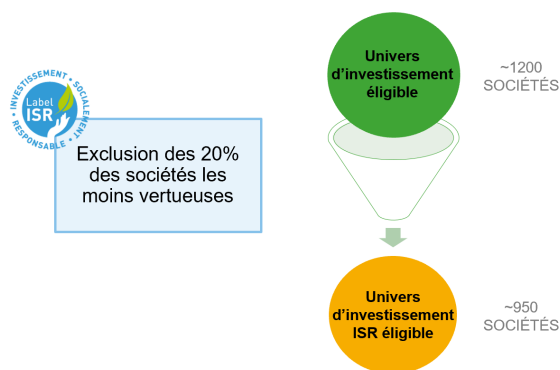 Univers
d'investissement
éligible
~1200
SOCIÉTÉS
INVESTISSEMENT • SOCIALEMENT • RESPONSABLE •
Label
ISR
Exclusion des 20%
des sociétés les
moins vertueuses
Univers
d'investissement
ISR éligible
~950
SOCIÉTÉS